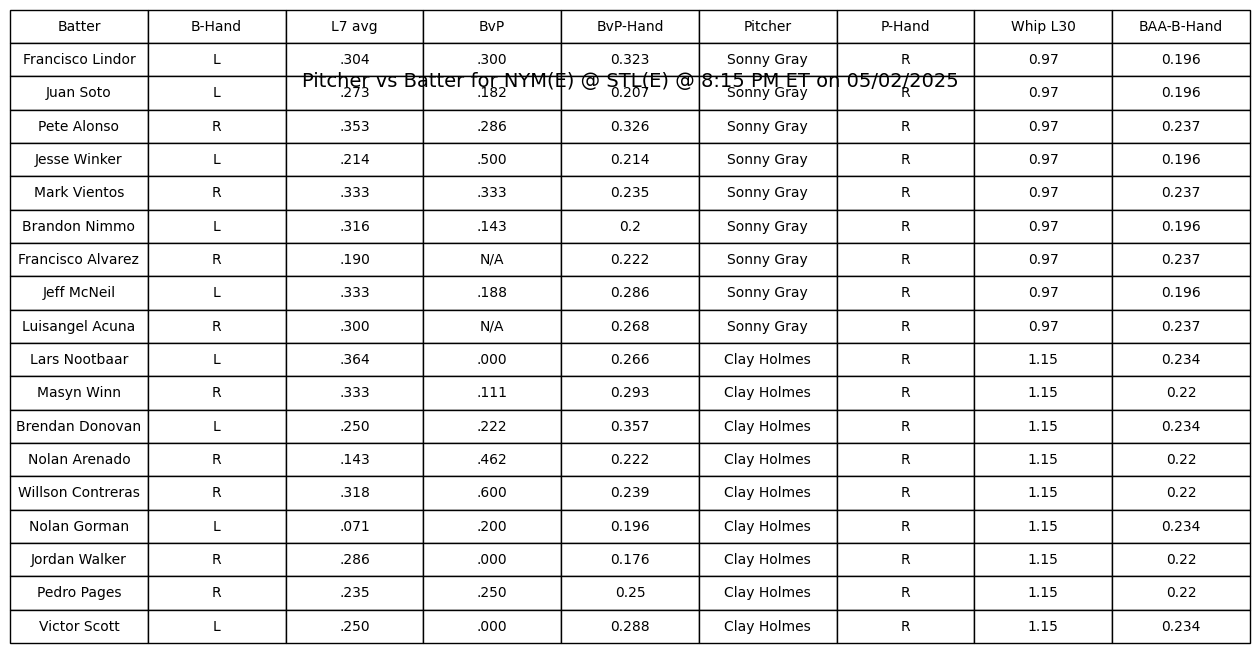 Batter B-Hand L7 avg BvP BvP-Hand Pitcher P-Hand Whip L30 BAA-B-Hand
Francisco Lindor L .304 .300 0.323 Sonny Gray R 0.97 0.196
Pitcher vs Batter for NYM(E) @ STL(E) @ 8:15 PM ET on 05/02/2025
Juan Soto L .273 .182 0.207 Sonny Gray R 0.97 0.196
Pete Alonso R .353 .286 0.326 Sonny Gray R 0.97 0.237
Jesse Winker L .214 .500 0.214 Sonny Gray R 0.97 0.196
Mark Vientos R .333 .333 0.235 Sonny Gray R 0.97 0.237
Brandon Nimmo L .316 .143 0.2 Sonny Gray R 0.97 0.196
Francisco Alvarez R .190 N/A 0.222 Sonny Gray R 0.97 0.237
Jeff McNeil L .333 .188 0.286 Sonny Gray R 0.97 0.196
Luisangel Acuna R .300 N/A 0.268 Sonny Gray R 0.97 0.237
Lars Nootbaar L .364 .000 0.266 Clay Holmes R 1.15 0.234
Masyn Winn R .333 .111 0.293 Clay Holmes R 1.15 0.22
Brendan Donovan L .250 .222 0.357 Clay Holmes R 1.15 0.234
Nolan Arenado R .143 .462 0.222 Clay Holmes R 1.15 0.22
Willson Contreras R .318 .600 0.239 Clay Holmes R 1.15 0.22
Nolan Gorman L .071 .200 0.196 Clay Holmes R 1.15 0.234
Jordan Walker R .286 .000 0.176 Clay Holmes R 1.15 0.22
Pedro Pages R .235 .250 0.25 Clay Holmes R 1.15 0.22
Victor Scott L .250 .000 0.288 Clay Holmes R 1.15 0.234